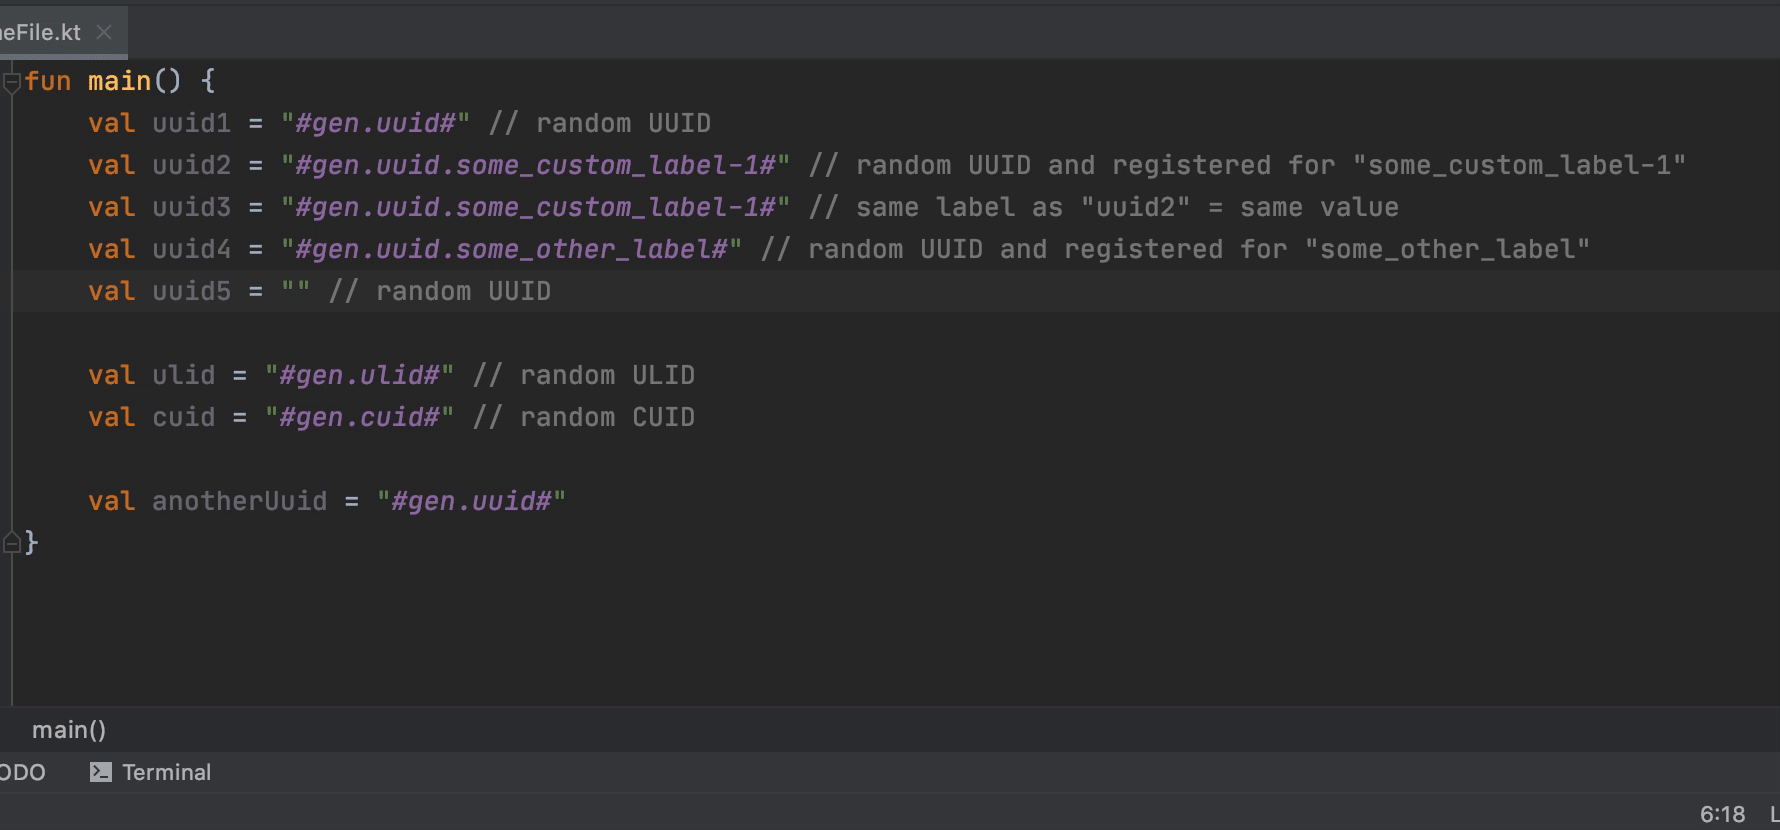 eFile.kt
fun main() {
    val uuid1 = "#gen.uuid#" // random UUID
    val uuid2 = "#gen.uuid.some_custom_label-1#" // random UUID and registered for "some_custom_label-1"
    val uuid3 = "#gen.uuid.some_custom_label-1#" // same label as "uuid2" = same value
    val uuid4 = "#gen.uuid.some_other_label#" // random UUID and registered for "some_other_label"
    val uuid5 = "" // random UUID
    val ulid = "#gen.ulid#" // random ULID
    val cuid = "#gen.cuid#" // random CUID
    val anotherUuid = "#gen.uuid#"
}
main()
ODO Terminal
6:18 L